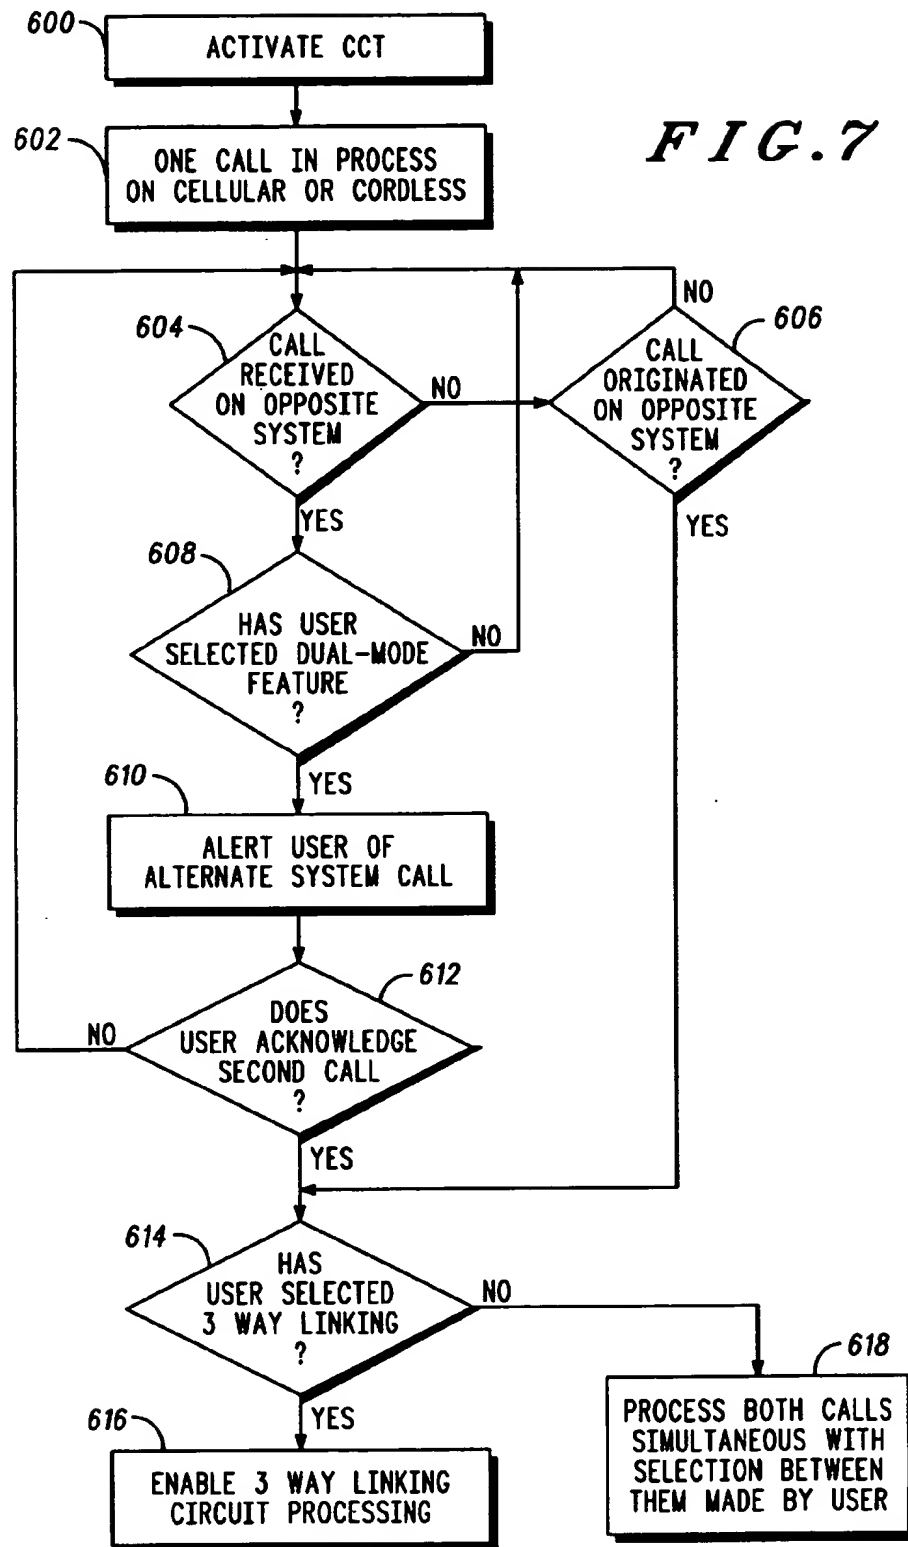 600
ACTIVATE CCT
602
ONE CALL IN PROCESS
ON CELLULAR OR CORDLESS
FIG.7
604
CALL
RECEIVED
ON OPPOSITE
SYSTEM
?
NO
YES
606
CALL
ORIGINATED
ON OPPOSITE
SYSTEM
?
NO
YES
608
HAS USER
SELECTED DUAL-MODE
FEATURE
?
NO
YES
610
ALERT USER OF
ALTERNATE SYSTEM CALL
612
DOES
USER ACKNOWLEDGE
SECOND CALL
?
NO
YES
614
HAS
USER SELECTED
3 WAY LINKING
?
NO
YES
616
ENABLE 3 WAY LINKING
CIRCUIT PROCESSING
618
PROCESS BOTH CALLS
SIMULTANEOUS WITH
SELECTION BETWEEN
THEM MADE BY USER